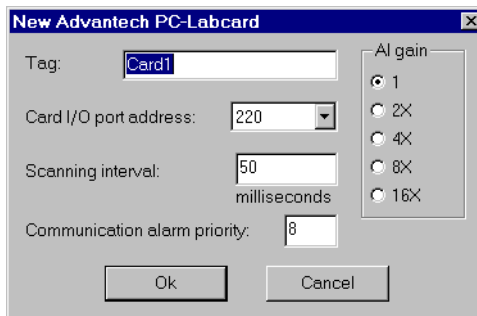 New Advantech PC-Labcard
Tag: Card1
Card I/O port address: 220
Scanning interval: 50
milliseconds
Communication alarm priority: 8
AI gain
1
2X
4X
8X
16X
Ok Cancel